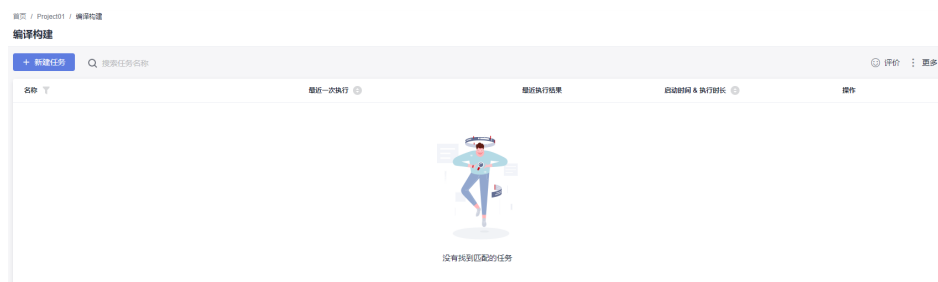 首页 / Project01 / 编译构建
编译构建
+ 新建任务 搜索任务名称 评价 更多
名称 最近一次执行 最近执行结果 启动时间 & 执行时长 操作
没有找到匹配的任务